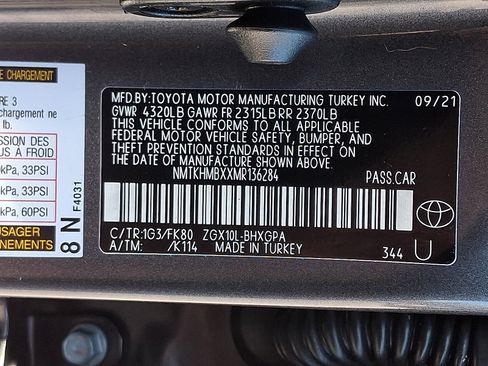 E CHARGEMENT
RE 3
chargement ne
lb.
SSION DES
US A FROID
kPa, 33PSI
kPa, 33PSI
kPa, 60PSI
USAGER
GNEMENTS
8 N
F4031
MFD.BY:TOYOTA MOTOR MANUFACTURING TURKEY INC. 09/21
GVWR 4320LB GAWR FR 2315LB RR 2370LB
THIS VEHICLE CONFORMS TO ALL APPLICABLE
FEDERAL MOTOR VEHICLE SAFETY, BUMPER, AND
THEFT PREVENTION STANDARDS IN EFFECT ON THE
DATE OF MANUFACTURE SHOWN ABOVE.
NMTKHMBXXMR136284 PASS.CAR
C/TR:1G3/FK80 ZGX10L-BHXGPA
A/TM: /K114 MADE IN TURKEY 344 U